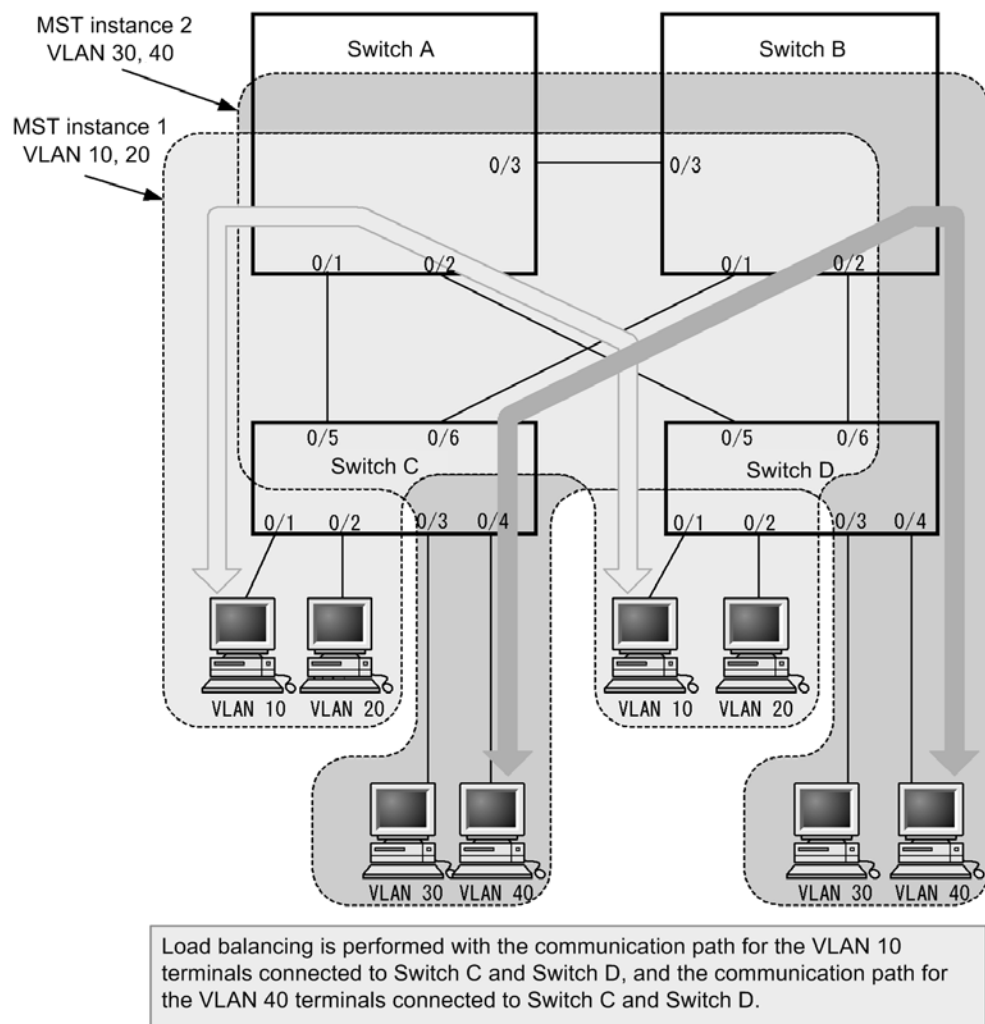 MST instance 2
VLAN 30, 40
Switch A
Switch B
MST instance 1
VLAN 10, 20
0/3
0/3
0/1
0/2
0/1
0/2
0/5
0/6
0/5
0/6
Switch C
Switch D
0/1
0/2
0/3
0/4
0/1
0/2
0/3
0/4
VLAN 10
VLAN 20
VLAN 10
VLAN 20
VLAN 30
VLAN 40
VLAN 30
VLAN 40
Load balancing is performed with the communication path for the VLAN 10
terminals connected to Switch C and Switch D, and the communication path for
the VLAN 40 terminals connected to Switch C and Switch D.